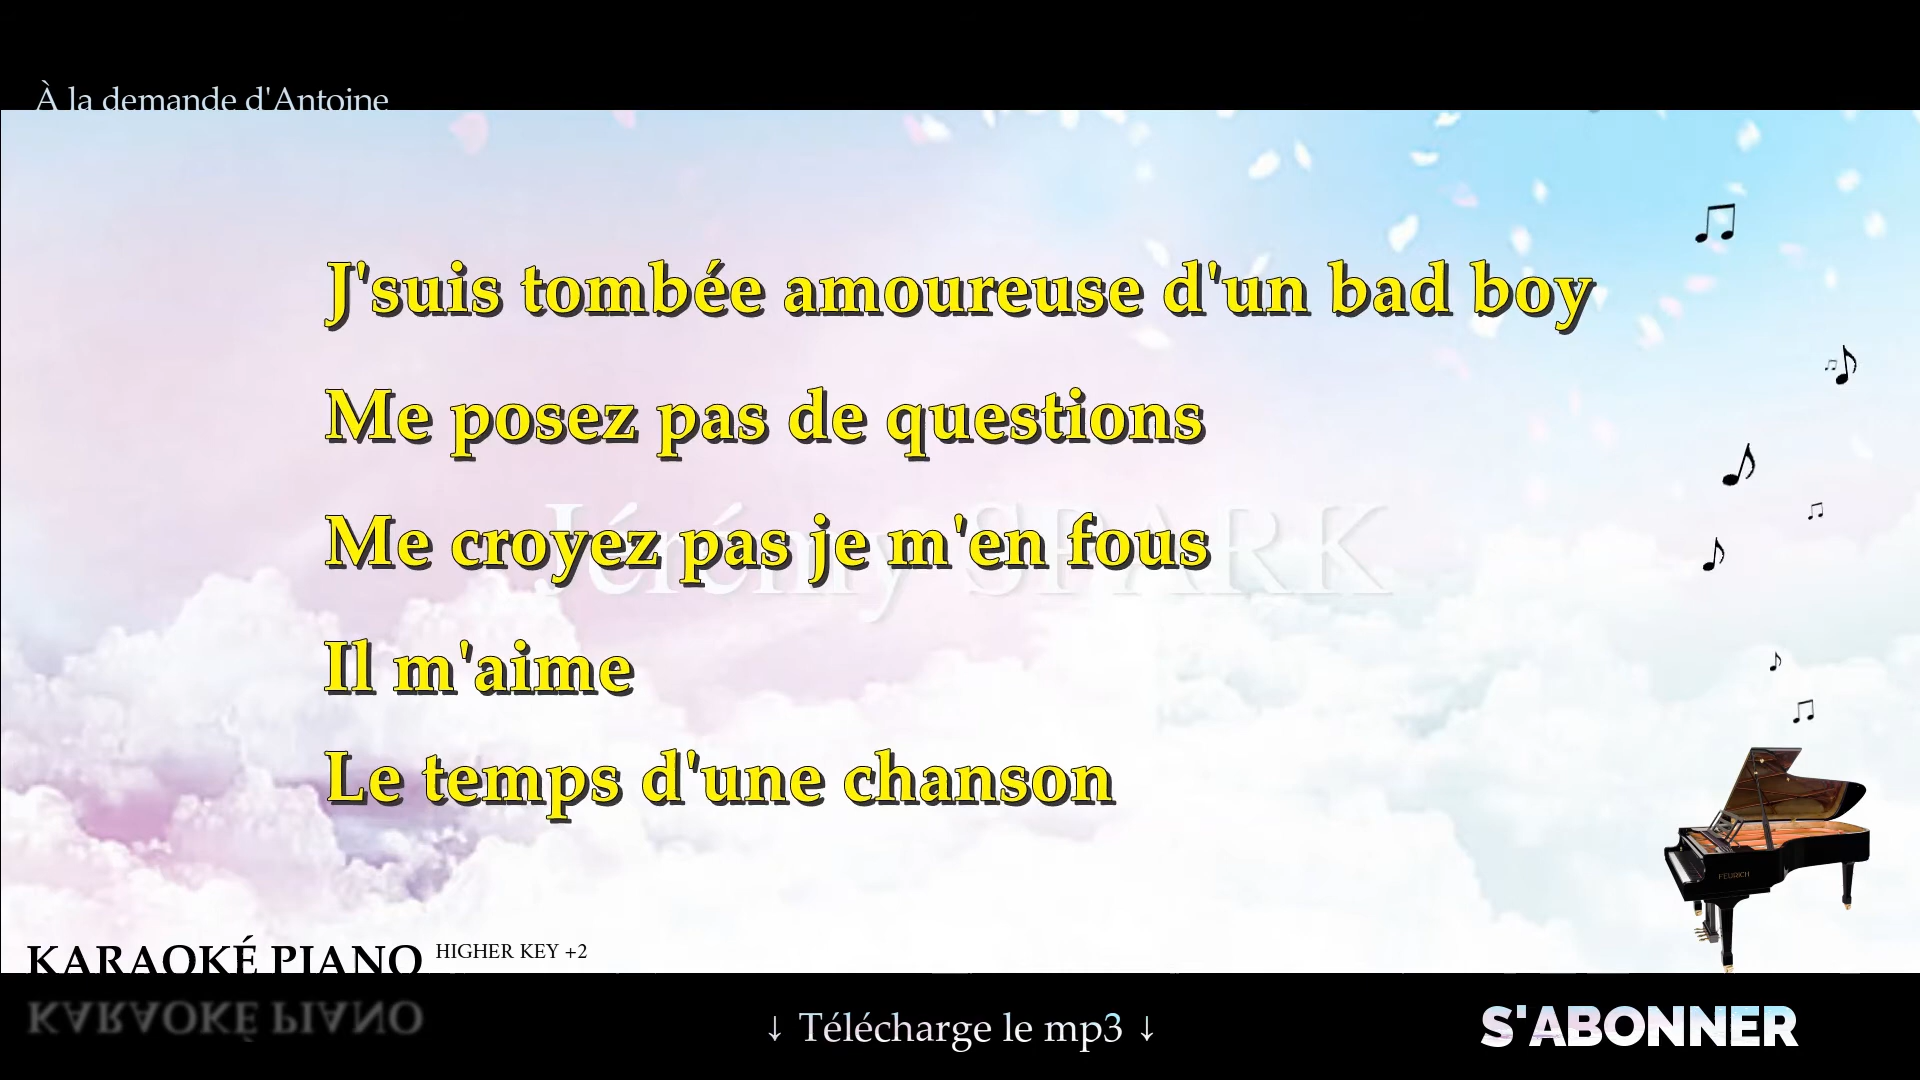 À la demande d'Antoine
J'suis tombée amoureuse d'un bad boy
Me posez pas de questions
Me croyez pas je m'en fous
Jérémy SPARK
Il m'aime
Le temps d'une chanson
FEURICH
KARAOKÉ PIANO HIGHER KEY +2
KARAOKÉ PIANO
↓ Télécharge le mp3 ↓
S'ABONNER